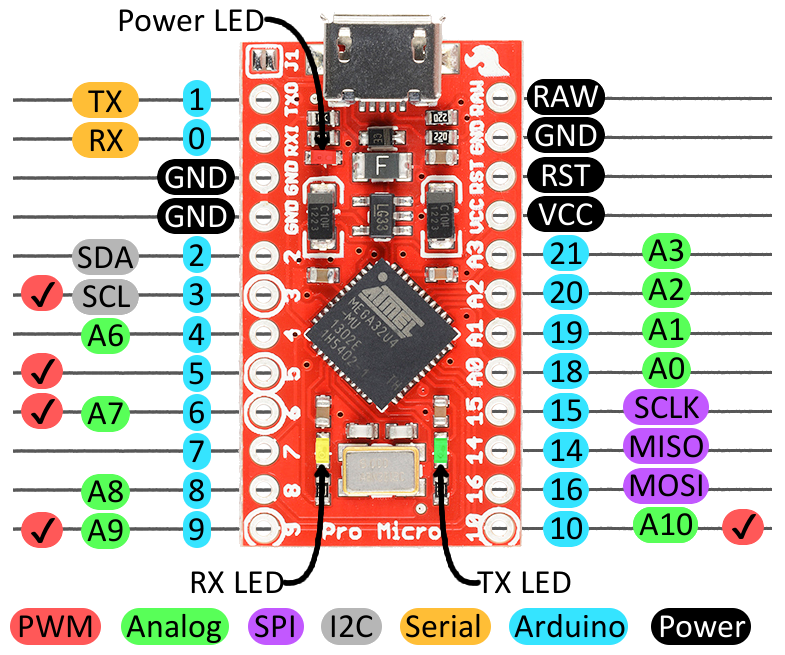 Power LED
J1
TX 1 TXO RAW RAW
RX 0 RXI GND GND
GND GND RST RST
GND GND VCC VCC
SDA 2 2 A3 21 A3
✓ SCL 3 3 A2 20 A2
A6 4 4 A1 19 A1
✓ 5 5 A0 18 A0
✓ A7 6 6 15 15 SCLK
7 7 14 14 MISO
A8 8 8 16 16 MOSI
✓ A9 9 9 10 10 A10 ✓
220
220
F
LG33
ATMEL
MEGA32U4
-MU
1302E
Pro Micro
RX LED
TX LED
PWM Analog SPI I2C Serial Arduino Power